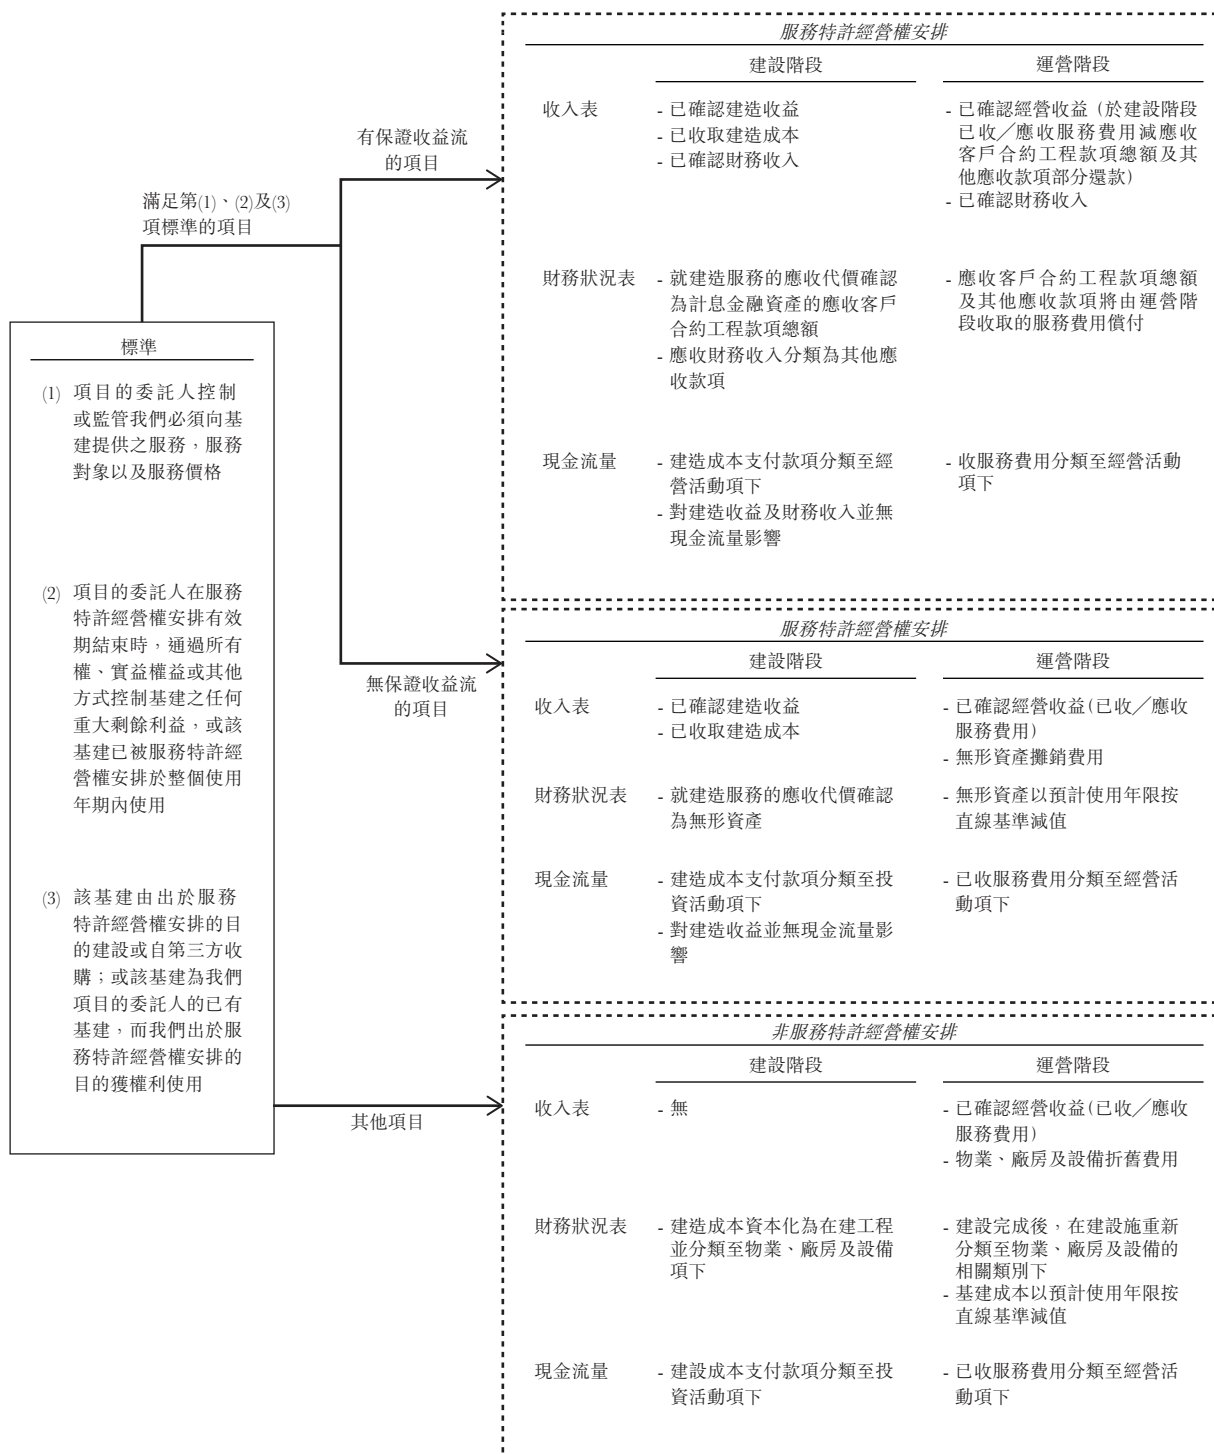 服務特許經營權安排
建設階段
運營階段
收入表
- 已確認建造收益
- 已收取建造成本
- 已確認財務收入
- 已確認經營收益（於建設階段
已收╱應收服務費用減應收
客戶合約工程款項總額及其
他應收款項部分還款）
- 已確認財務收入
財務狀況表
- 就建造服務的應收代價確認
為計息金融資產的應收客戶
合約工程款項總額
- 應收財務收入分類為其他應
收款項
- 應收客戶合約工程款項總額
及其他應收款項將由運營階
段收取的服務費用償付
現金流量
- 建造成本支付款項分類至經
營活動項下
- 對建造收益及財務收入並無
現金流量影響
- 收服務費用分類至經營活動
項下
有保證收益流
的項目
滿足第(1)、(2)及(3)
項標準的項目
標準
(1) 項目的委託人控制
或監管我們必須向基
建提供之服務，服務
對象以及服務價格
(2) 項目的委託人在服務
特許經營權安排有效
期結束時，通過所有
權、實益權益或其他
方式控制基建之任何
重大剩餘利益，或該
基建已被服務特許經
營權安排於整個使用
年期內使用
(3) 該基建由出於服務
特許經營權安排的目
的建設或自第三方收
購；或該基建為我們
項目的委託人的已有
基建，而我們出於服
務特許經營權安排的
目的獲權利使用
無保證收益流
的項目
服務特許經營權安排
建設階段
運營階段
收入表
- 已確認建造收益
- 已收取建造成本
- 已確認經營收益（已收╱應收
服務費用）
- 無形資產攤銷費用
財務狀況表
- 就建造服務的應收代價確認
為無形資產
- 無形資產以預計使用年限按
直線基準減值
現金流量
- 建造成本支付款項分類至投
資活動項下
- 對建造收益並無現金流量影
響
- 已收服務費用分類至經營活
動項下
其他項目
非服務特許經營權安排
建設階段
運營階段
收入表
- 無
- 已確認經營收益（已收╱應收
服務費用）
- 物業、廠房及設備折舊費用
財務狀況表
- 建造成本資本化為在建工程
並分類至物業、廠房及設備
項下
- 建設完成後，在建設施重新
分類至物業、廠房及設備的
相關類別下
- 基建成本以預計使用年限按
直線基準減值
現金流量
- 建設成本支付款項分類至投
資活動項下
- 已收服務費用分類至經營活
動項下